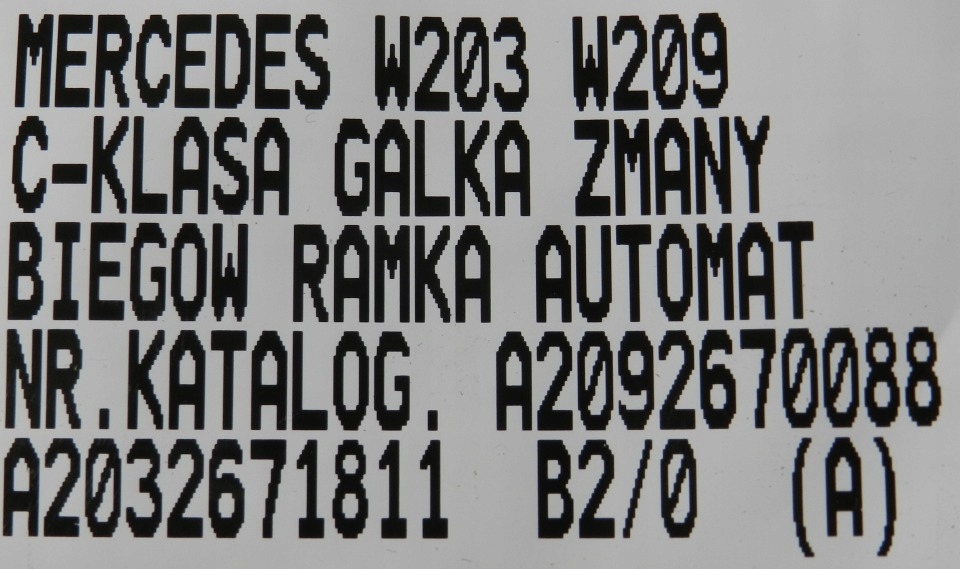 MERCEDES W203 W209
C-KLASA GALKA ZMANY
BIEGOW RAMKA AUTOMAT
NR.KATALOG. A2092670088
A2032671811 B2/0 (A)